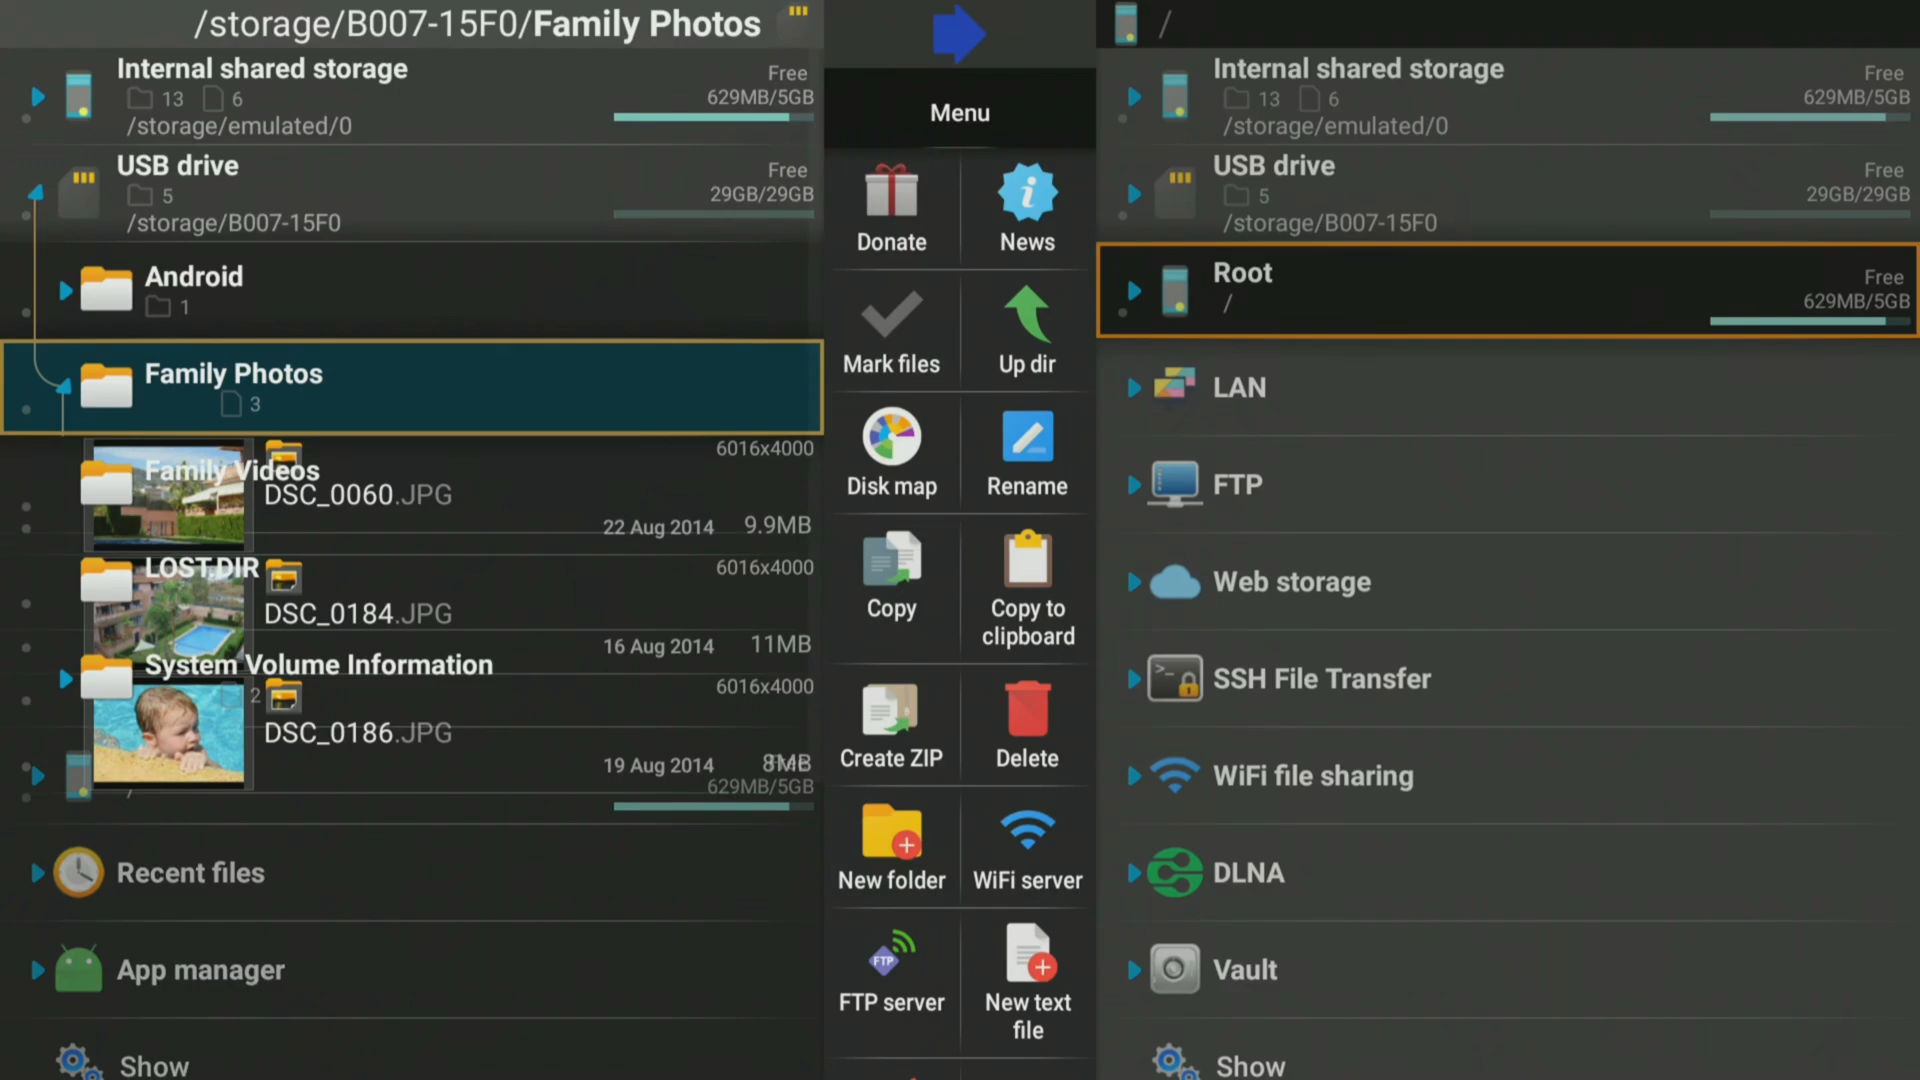 /storage/B007-15F0/Family Photos
Internal shared storage
Free
13 6
629MB/5GB
/storage/emulated/0
USB drive
Free
5
29GB/29GB
/storage/B007-15F0
Android
1
Family Photos
3
6016x4000
Family Videos
DSC_0060.JPG
22 Aug 2014 9.9MB
LOST.DIR
6016x4000
DSC_0184.JPG
16 Aug 2014 11MB
System Volume Information
6016x4000
2
DSC_0186.JPG
19 Aug 2014 8MB
Free
629MB/5GB
/
Recent files
App manager
Show
Menu
Donate
News
Mark files
Up dir
Disk map
Rename
Copy
Copy to
clipboard
Create ZIP
Delete
New folder
WiFi server
FTP
FTP server
New text
file
/
Internal shared storage
Free
13 6
629MB/5GB
/storage/emulated/0
USB drive
Free
5
29GB/29GB
/storage/B007-15F0
Root
Free
/
629MB/5GB
LAN
FTP
Web storage
SSH File Transfer
WiFi file sharing
DLNA
Vault
Show